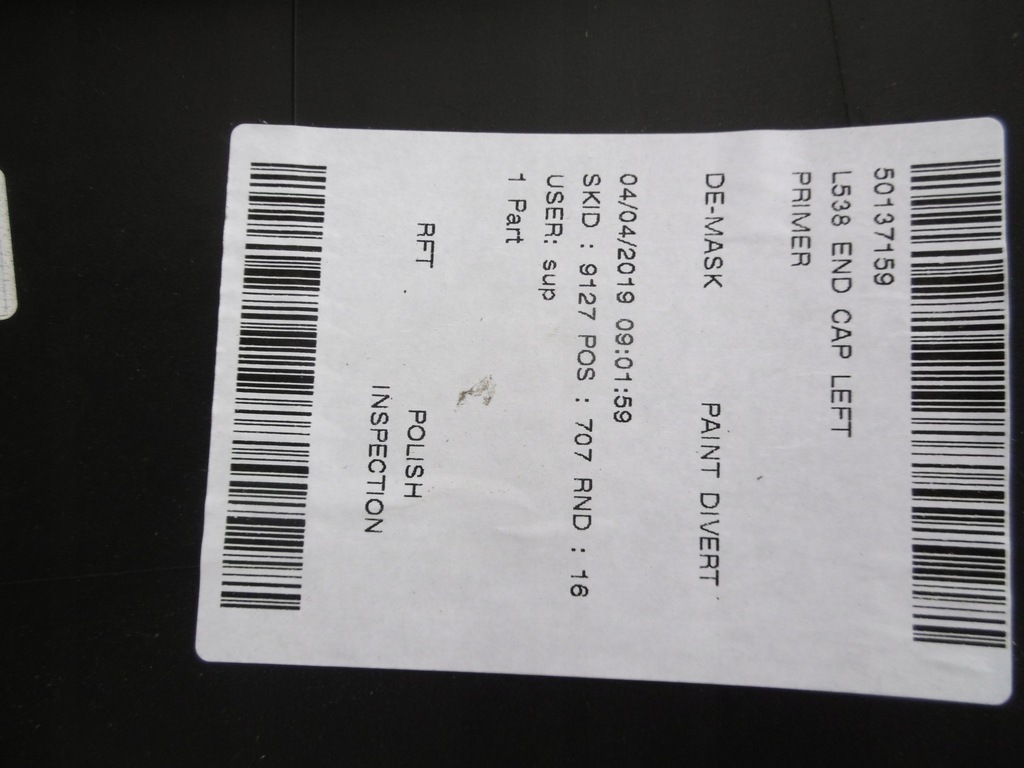 50137159
L538 END CAP LEFT
PRIMER
DE-MASK PAINT DIVERT
04/04/2019 09:01:59
SKID : 9127 POS : 707 RND : 16
USER: sup
1 Part
RFT POLISH
INSPECTION